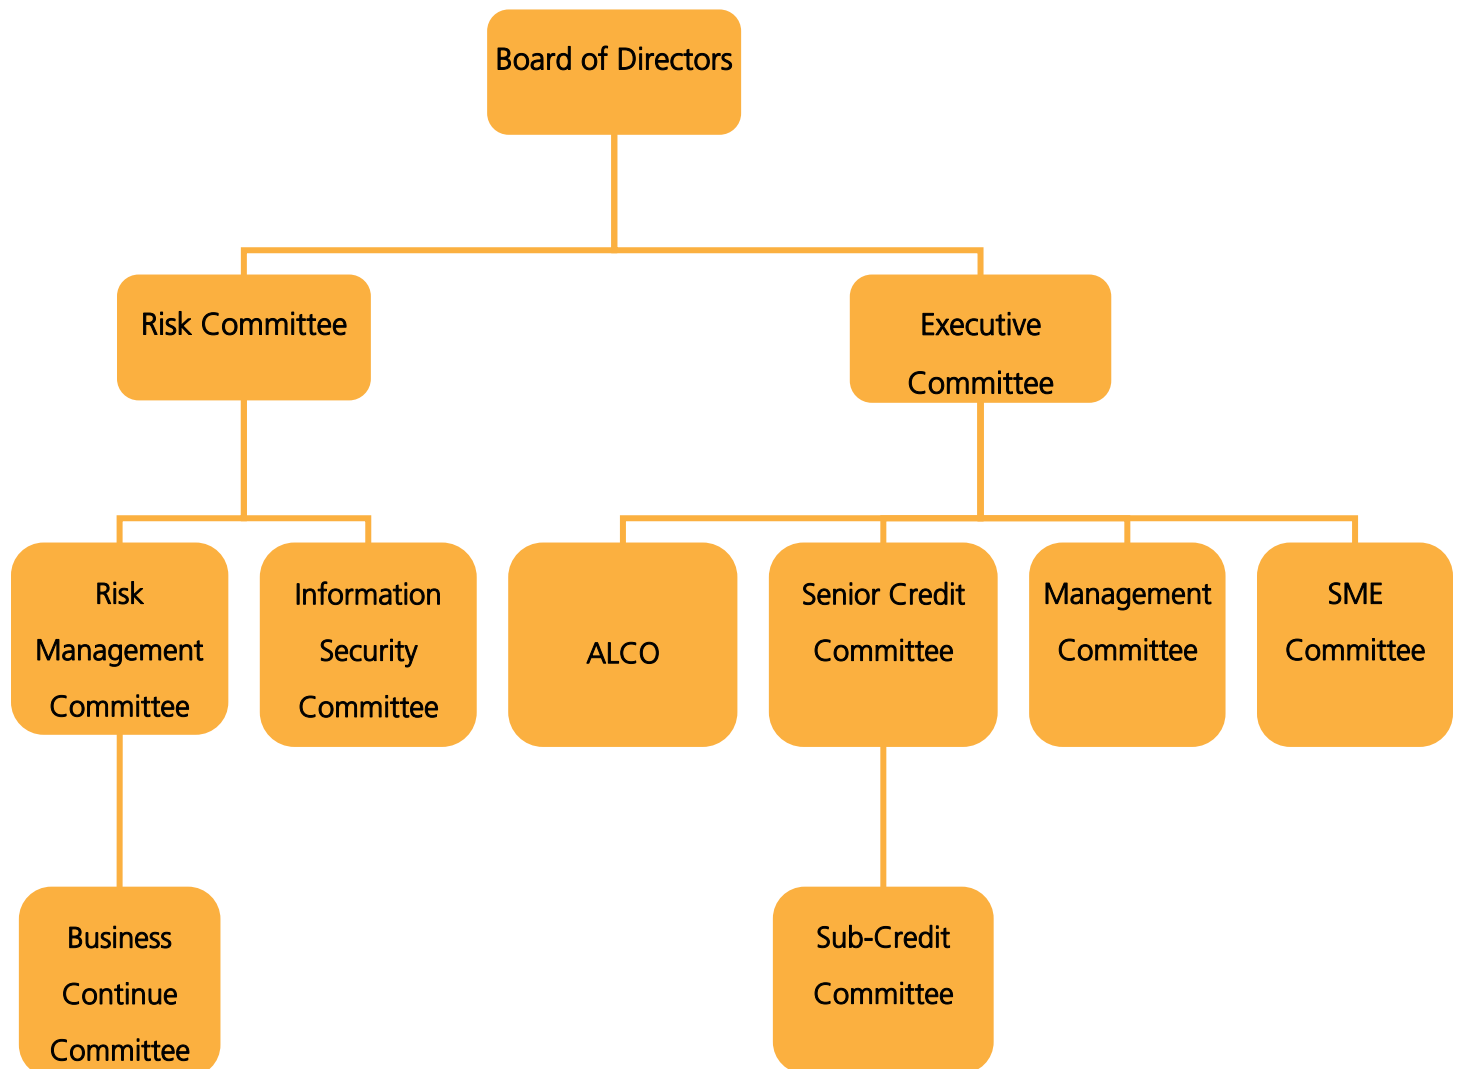 Board of Directors
Risk Committee
Executive
Committee
Risk
Management
Committee
Information
Security
Committee
ALCO
Senior Credit
Committee
Management
Committee
SME
Committee
Business
Continue
Committee
Sub-Credit
Committee